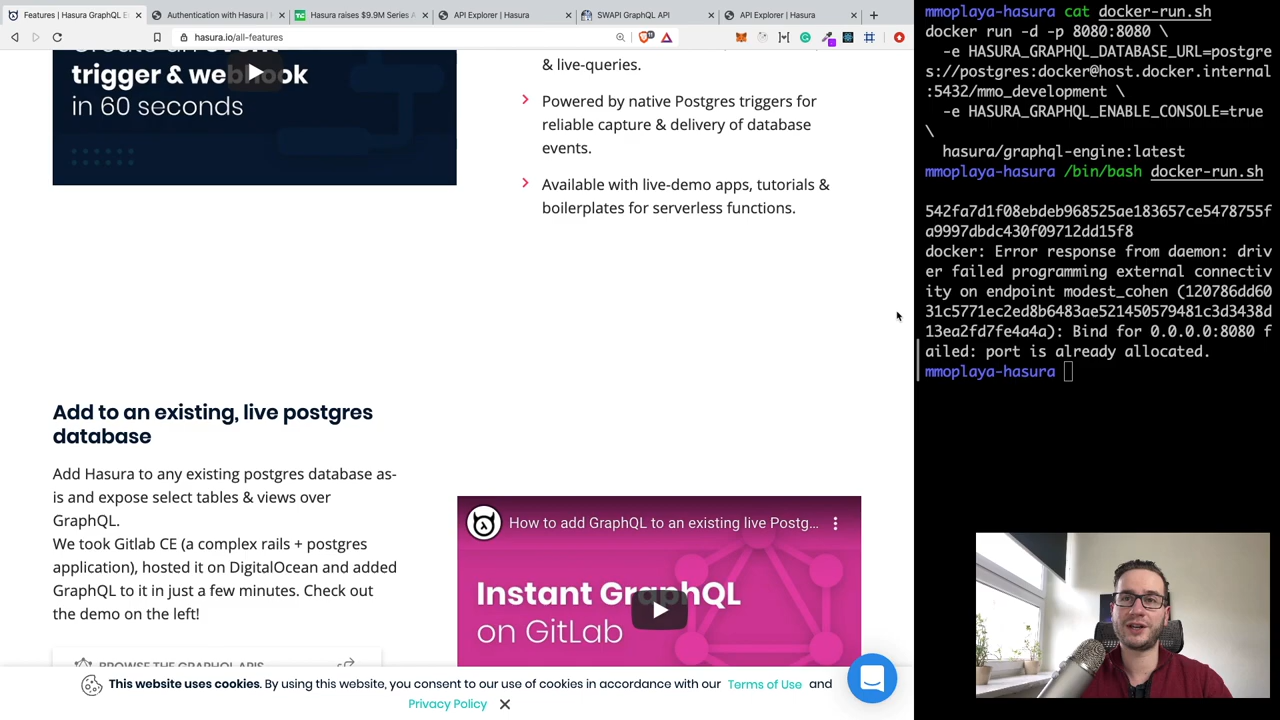 Features | Hasura GraphQL E
Authentication with Hasura |
Hasura raises $9.9M Series A
API Explorer | Hasura
SWAPI GraphQL API
API Explorer | Hasura
hasura.io/all-features
Create an event
trigger & webhook
in 60 seconds
& live-queries.
Powered by native Postgres triggers for
reliable capture & delivery of database
events.
Available with live-demo apps, tutorials &
boilerplates for serverless functions.
Add to an existing, live postgres
database
Add Hasura to any existing postgres database as-
is and expose select tables & views over
GraphQL.
We took Gitlab CE (a complex rails + postgres
application), hosted it on DigitalOcean and added
GraphQL to it in just a few minutes. Check out
the demo on the left!
BROWSE THE GRAPHQL APIS
How to add GraphQL to an existing live Postg...
Instant GraphQL
on GitLab
This website uses cookies. By using this website, you consent to our use of cookies in accordance with our Terms of Use and
Privacy Policy
mmoplaya-hasura cat docker-run.sh
docker run -d -p 8080:8080 \
-e HASURA_GRAPHQL_DATABASE_URL=postgre
s://postgres:docker@host.docker.internal
:5432/mmo_development \
-e HASURA_GRAPHQL_ENABLE_CONSOLE=true
\
hasura/graphql-engine:latest
mmoplaya-hasura /bin/bash docker-run.sh
542fa7d1f08ebdeb968525ae183657ce5478755f
a9997dbdc430f09712dd15f8
docker: Error response from daemon: driv
er failed programming external connectiv
ity on endpoint modest_cohen (120786dd60
31c5771ec2ed8b6483ae521450579481c3d3438d
13ea2fd7fe4a4a): Bind for 0.0.0.0:8080 f
ailed: port is already allocated.
mmoplaya-hasura